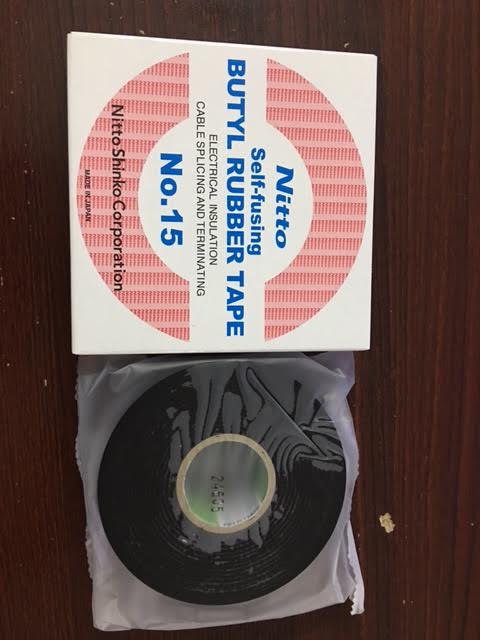 Nitto
Self-fusing
BUTYL RUBBER TAPE
ELECTRICAL INSULATION
CABLE SPLICING AND TERMINATING
No.15
Nitto Shinko Corporation
MADE IN JAPAN